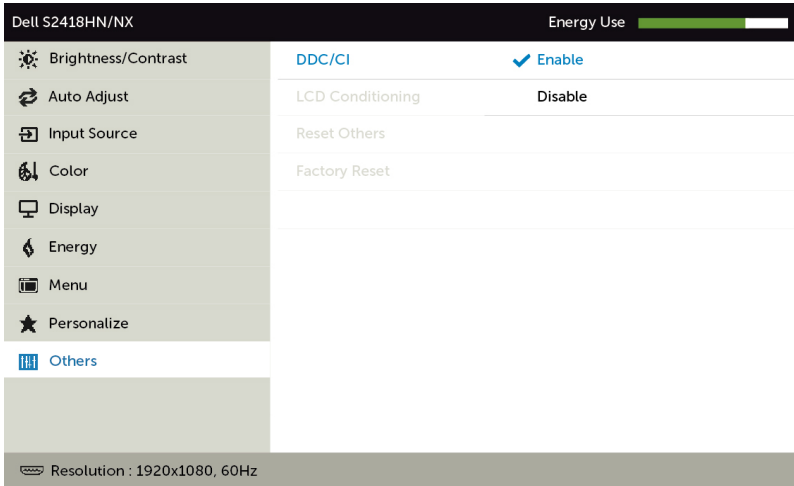 Dell S2418HN/NX Energy Use
Brightness/Contrast DDC/CI Enable
Auto Adjust LCD Conditioning Disable
Input Source Reset Others
Color Factory Reset
Display
Energy
Menu
Personalize
Others
Resolution : 1920x1080, 60Hz